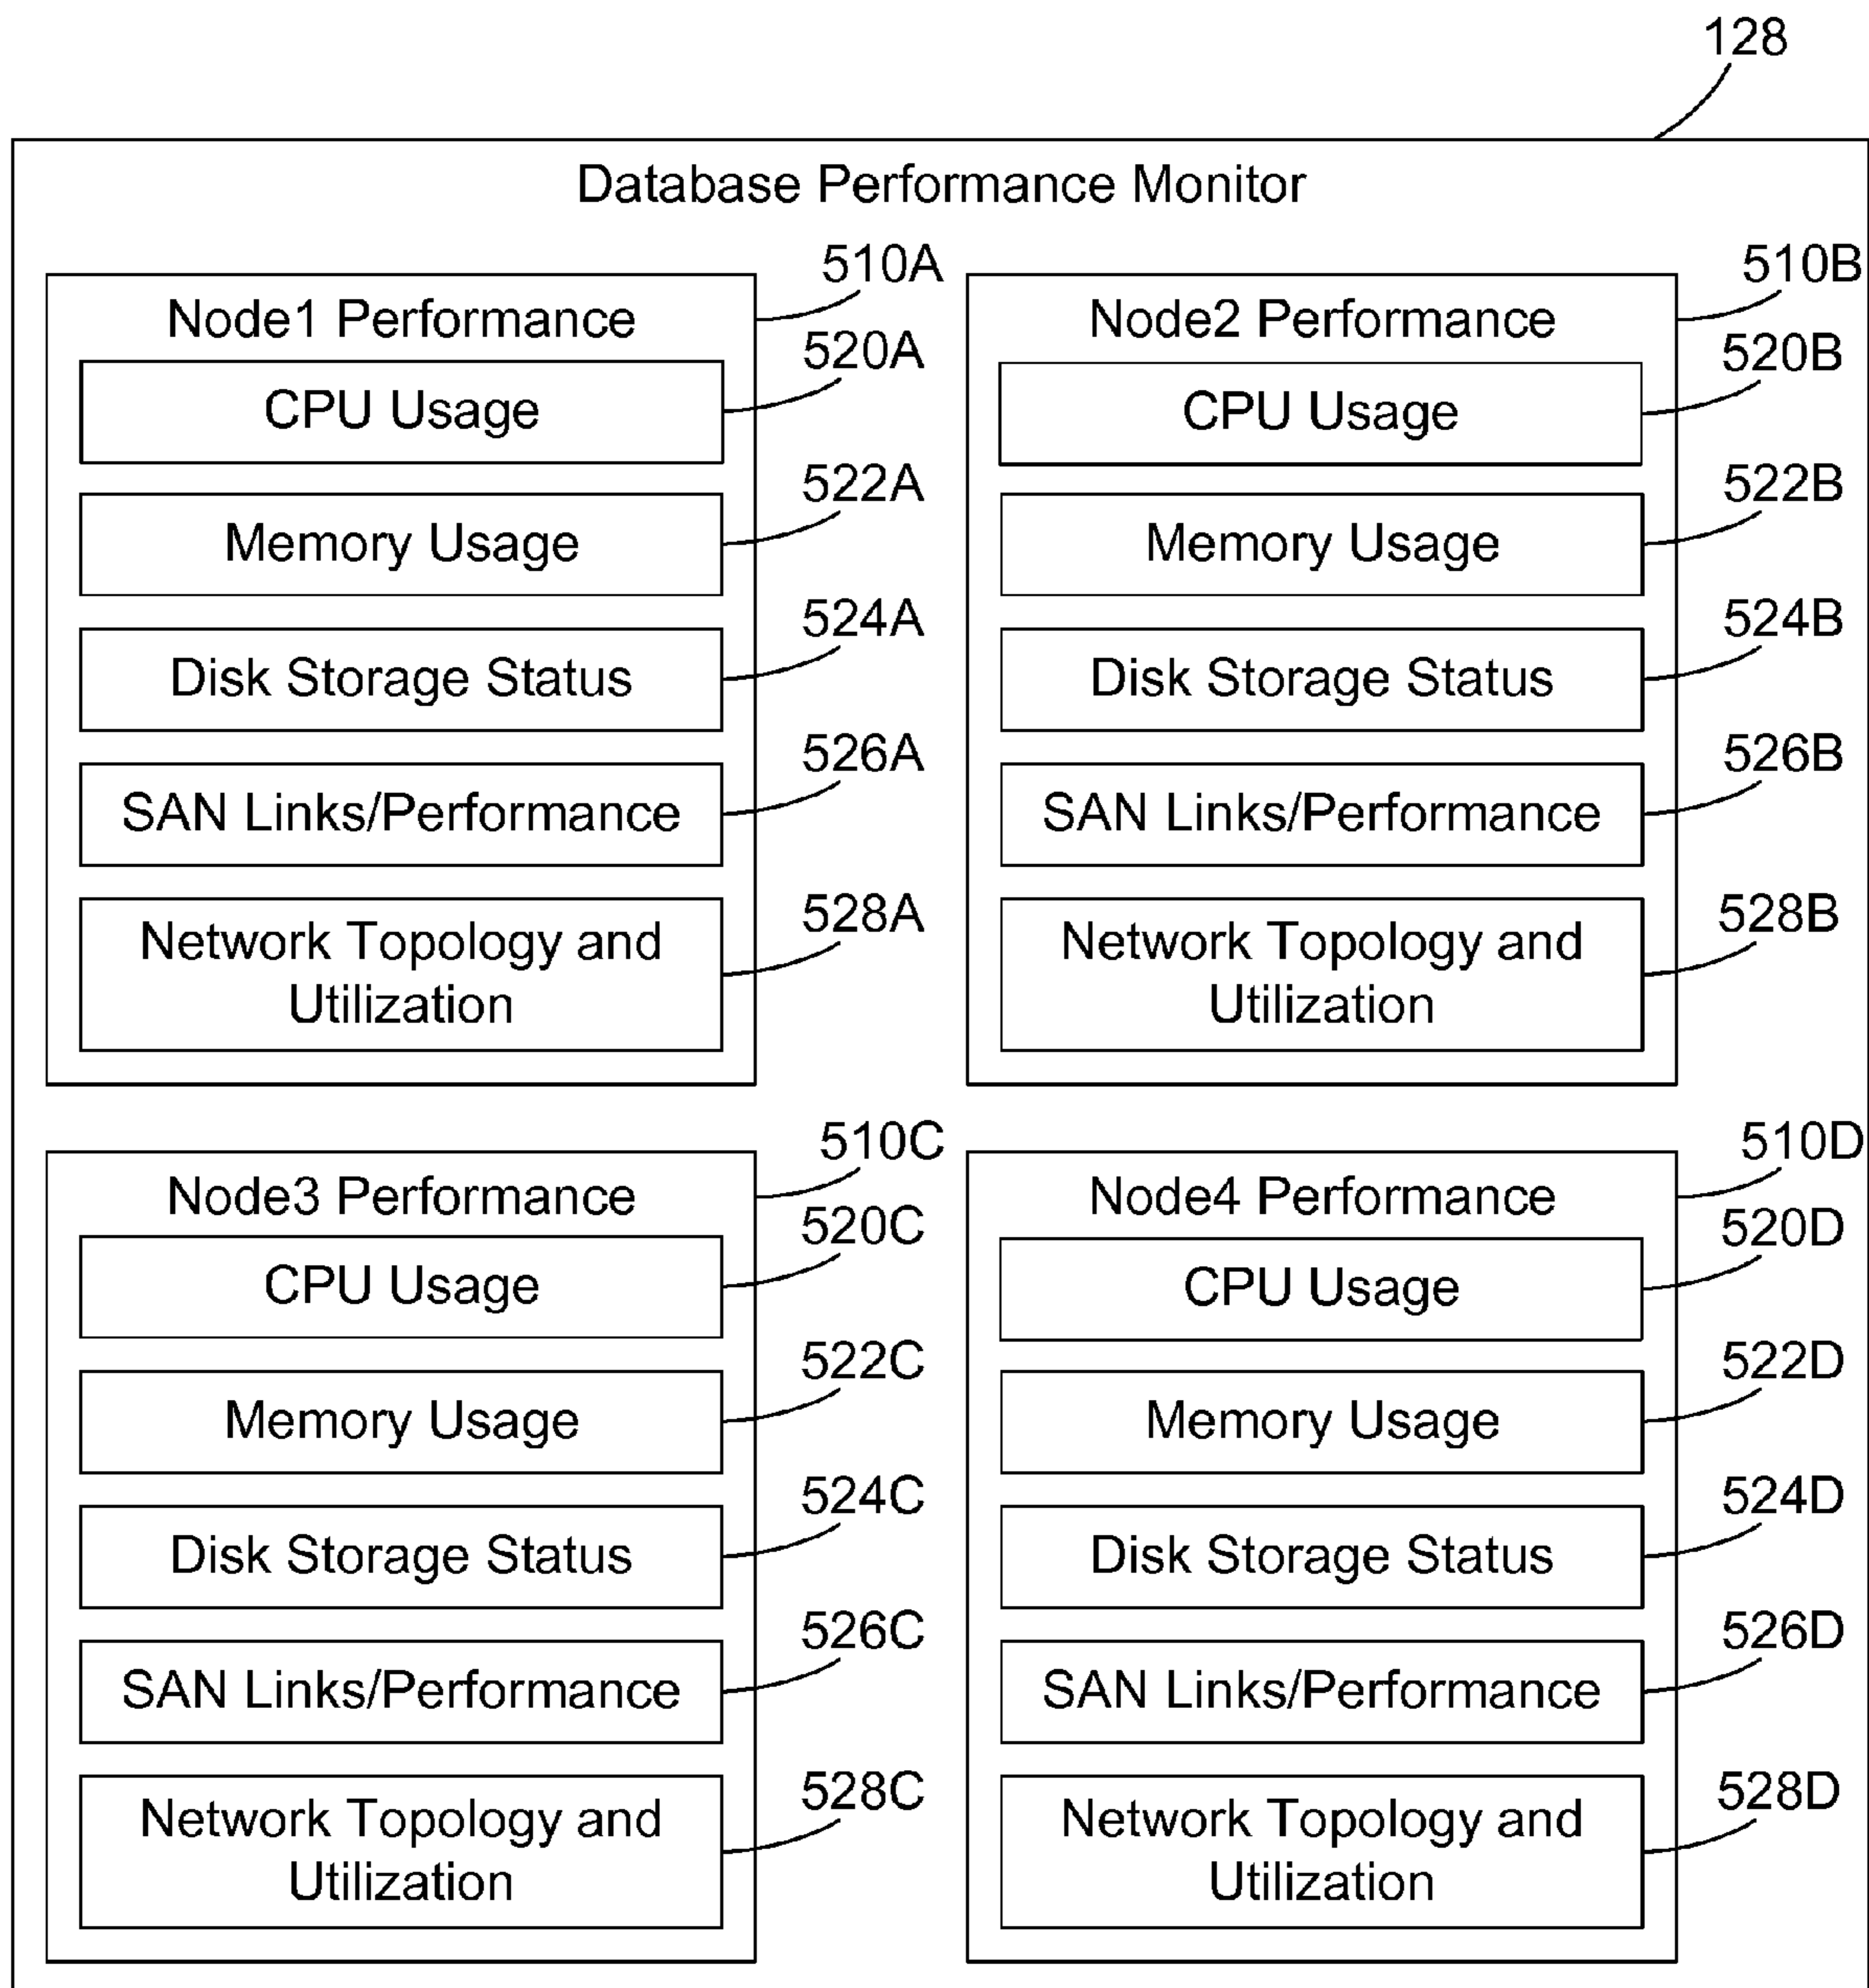 128
Database Performance Monitor
510A
Node1 Performance
520A
CPU Usage
522A
Memory Usage
524A
Disk Storage Status
526A
SAN Links/Performance
528A
Network Topology and
Utilization
510B
Node2 Performance
520B
CPU Usage
522B
Memory Usage
524B
Disk Storage Status
526B
SAN Links/Performance
528B
Network Topology and
Utilization
510C
Node3 Performance
520C
CPU Usage
522C
Memory Usage
524C
Disk Storage Status
526C
SAN Links/Performance
528C
Network Topology and
Utilization
510D
Node4 Performance
520D
CPU Usage
522D
Memory Usage
524D
Disk Storage Status
526D
SAN Links/Performance
528D
Network Topology and
Utilization